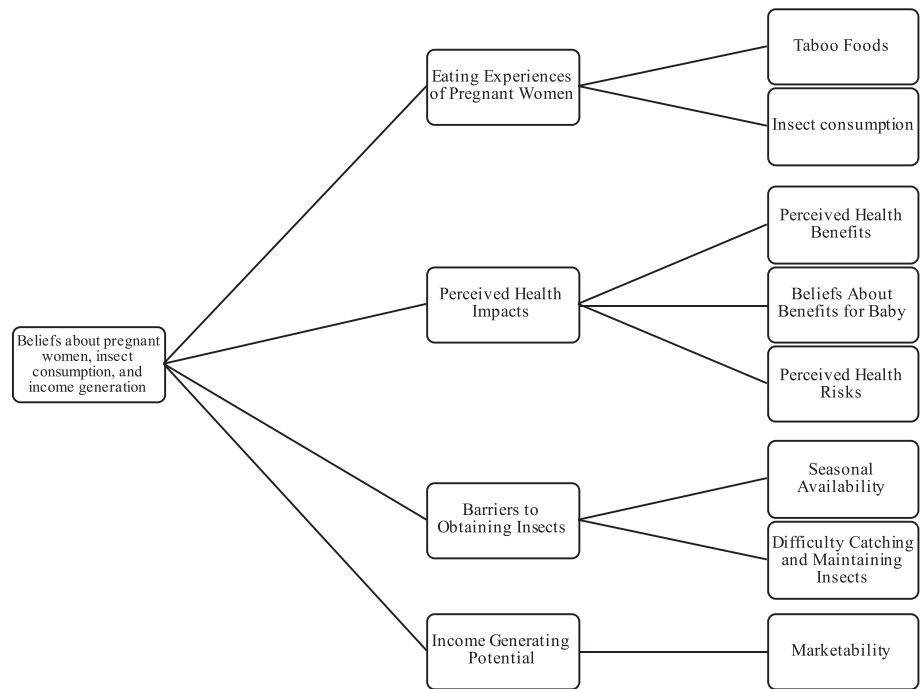 Beliefs about pregnant
women, insect
consumption, and
income generation
Eating Experiences
of Pregnant Women
Taboo Foods
Insect consumption
Perceived Health
Impacts
Perceived Health
Benefits
Beliefs About
Benefits for Baby
Perceived Health
Risks
Barriers to
Obtaining Insects
Seasonal
Availability
Difficulty Catching
and Maintaining
Insects
Income Generating
Potential
Marketability